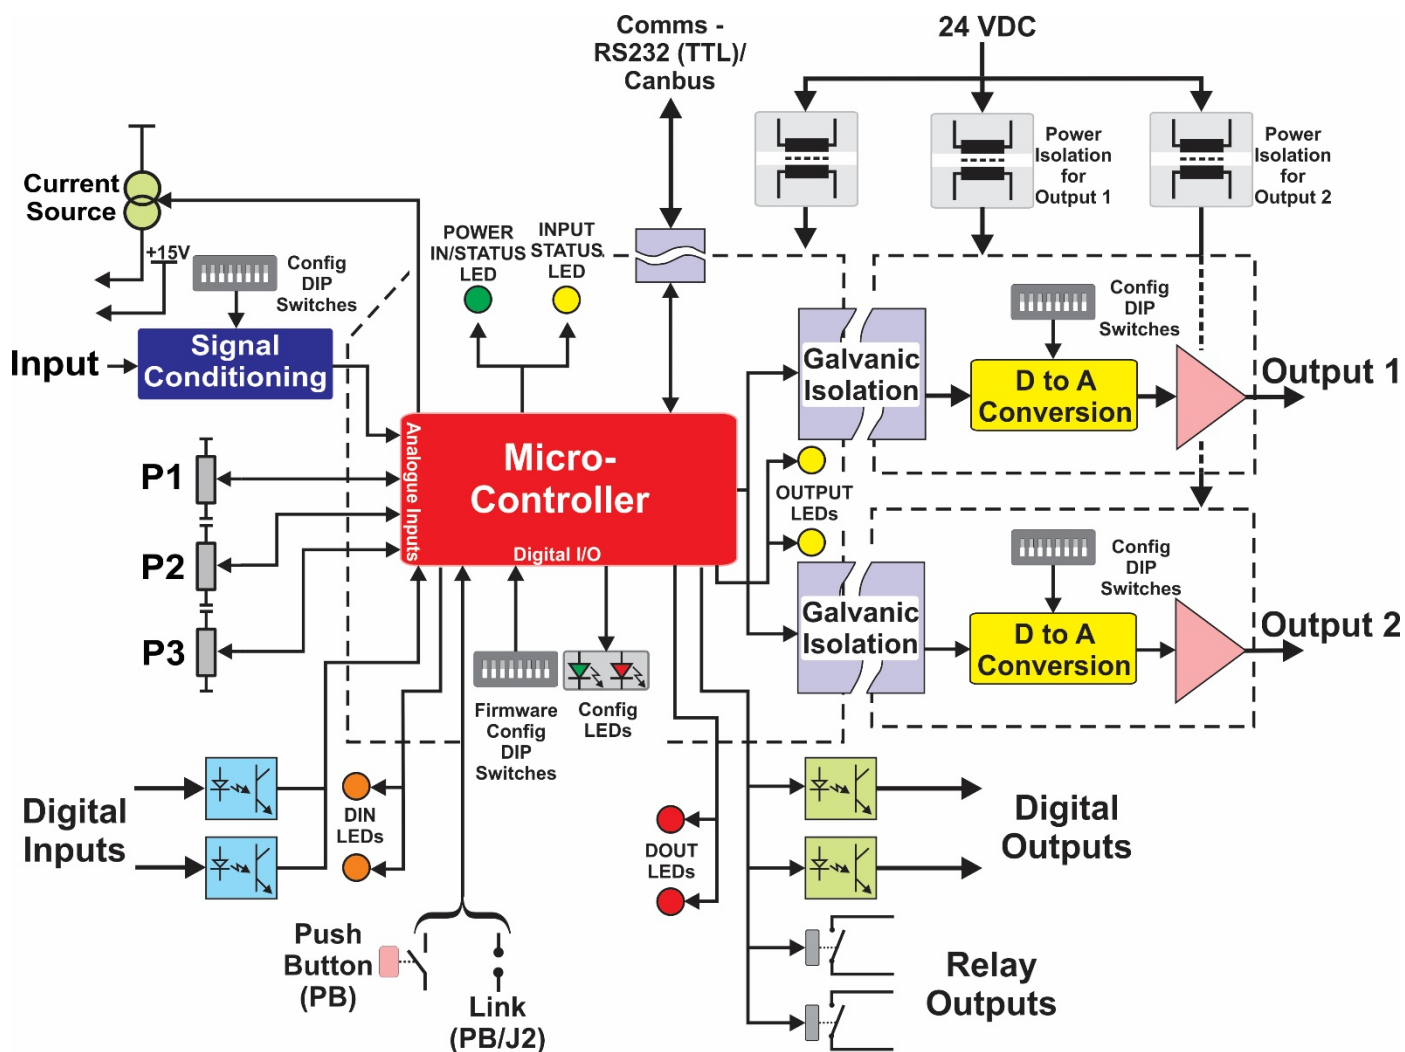 Comms -
RS232 (TTL)/
Canbus
24 VDC
Power
Isolation
for
Output 1
Power
Isolation
for
Output 2
Current
Source
+15V
Config
DIP
Switches
POWER
IN/STATUS
LED
INPUT
STATUS
LED
Input
Signal
Conditioning
Galvanic
Isolation
Config
DIP
Switches
D to A
Conversion
Output 1
Analogue Inputs
Micro-
Controller
Digital I/O
P1
P2
P3
OUTPUT
LEDs
Galvanic
Isolation
Config
DIP
Switches
D to A
Conversion
Output 2
Firmware
Config
DIP
Switches
Config
LEDs
Digital
Inputs
DIN
LEDs
DOUT
LEDs
Digital
Outputs
Push
Button
(PB)
Link
(PB/J2)
Relay
Outputs